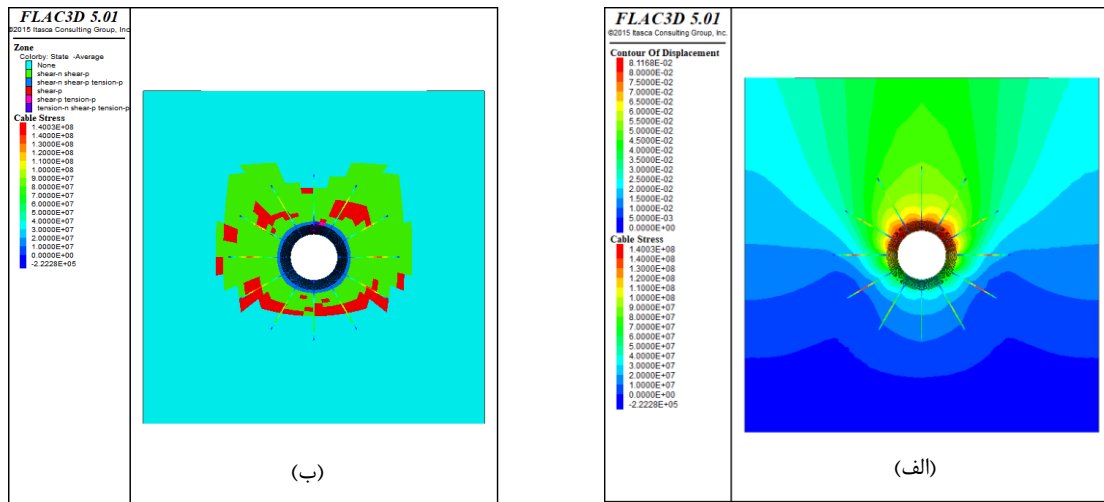 FLAC3D 5.01
©2015 Itasca Consulting Group, Inc.
Zone
Colorby: State -Average
None
shear-n shear-p
shear-n shear-p tension-p
shear-p
shear-p tension-p
tension-n shear-p tension-p
Cable Stress
1.4003E+08
1.4000E+08
1.3000E+08
1.2000E+08
1.1000E+08
1.0000E+08
9.0000E+07
8.0000E+07
7.0000E+07
6.0000E+07
5.0000E+07
4.0000E+07
3.0000E+07
2.0000E+07
1.0000E+07
0.0000E+00
-2.2228E+05
(ب)
FLAC3D 5.01
©2015 Itasca Consulting Group, Inc.
Contour Of Displacement
8.1168E-02
8.0000E-02
7.5000E-02
7.0000E-02
6.5000E-02
6.0000E-02
5.5000E-02
5.0000E-02
4.5000E-02
4.0000E-02
3.5000E-02
3.0000E-02
2.5000E-02
2.0000E-02
1.5000E-02
1.0000E-02
5.0000E-03
0.0000E+00
Cable Stress
1.4003E+08
1.4000E+08
1.3000E+08
1.2000E+08
1.1000E+08
1.0000E+08
9.0000E+07
8.0000E+07
7.0000E+07
6.0000E+07
5.0000E+07
4.0000E+07
3.0000E+07
2.0000E+07
1.0000E+07
0.0000E+00
-2.2228E+05
(الف)